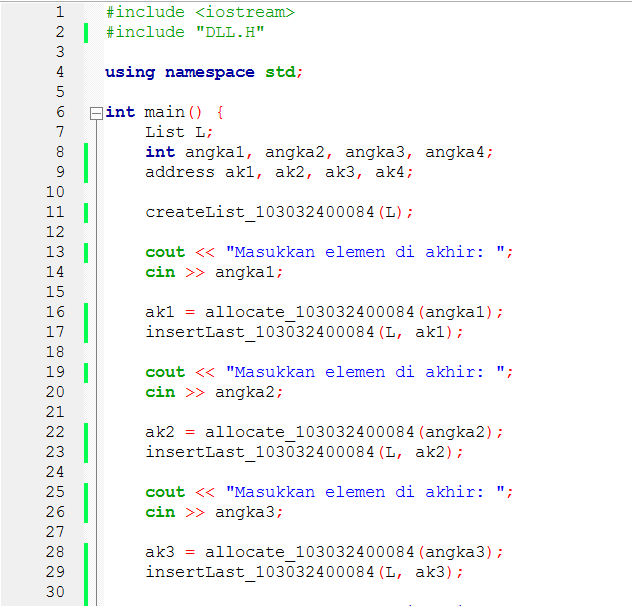 1 #include <iostream>
2 #include "DLL.H"
3
4 using namespace std;
5
6 int main() {
7 List L;
8 int angka1, angka2, angka3, angka4;
9 address ak1, ak2, ak3, ak4;
10
11 createList_103032400084(L);
12
13 cout << "Masukkan elemen di akhir: ";
14 cin >> angka1;
15
16 ak1 = allocate_103032400084(angka1);
17 insertLast_103032400084(L, ak1);
18
19 cout << "Masukkan elemen di akhir: ";
20 cin >> angka2;
21
22 ak2 = allocate_103032400084(angka2);
23 insertLast_103032400084(L, ak2);
24
25 cout << "Masukkan elemen di akhir: ";
26 cin >> angka3;
27
28 ak3 = allocate_103032400084(angka3);
29 insertLast_103032400084(L, ak3);
30